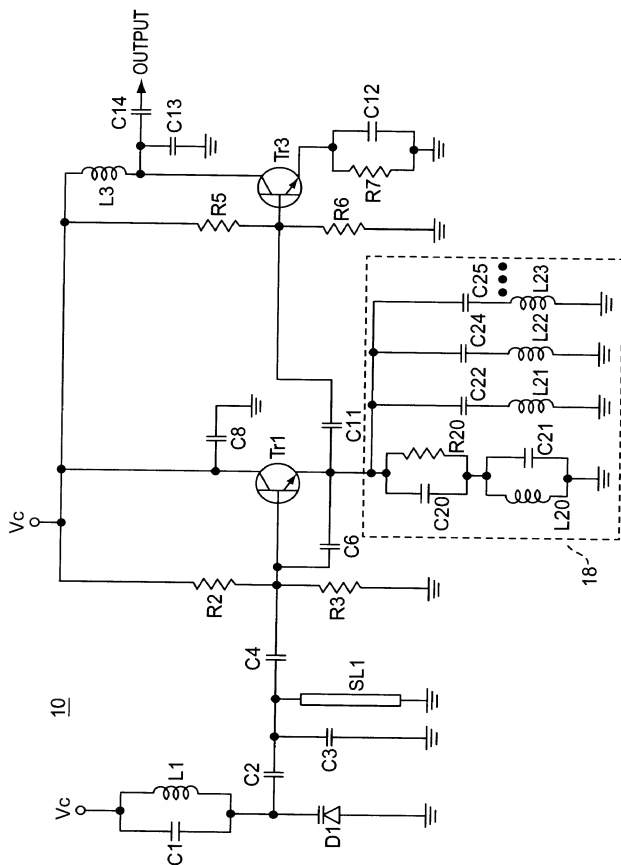 10
Vc
C1
L1
D1
C2
C3
SL1
C4
Vc
R2
R3
C6
Tr1
C8
C11
L3
C14
OUTPUT
C13
R5
R6
Tr3
R7
C12
18
C20
R20
L20
C21
C22
L21
C24
L22
C25
L23